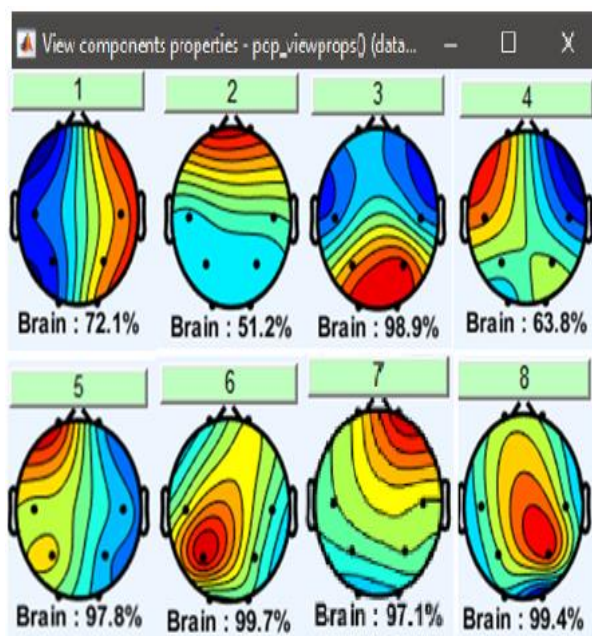 View components properties - pop_viewprops() (data...
1 2 3 4
Brain : 72.1% Brain : 51.2% Brain : 98.9% Brain : 63.8%
5 6 7 8
Brain : 97.8% Brain : 99.7% Brain : 97.1% Brain : 99.4%